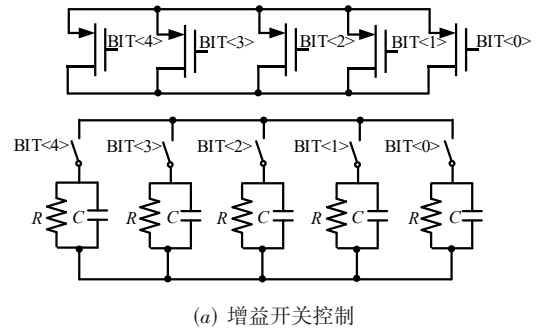 BIT<4> BIT<3> BIT<2> BIT<1> BIT<0>
BIT<4> BIT<3> BIT<2> BIT<1> BIT<0>
R C R C R C R C R C
(a) 增益开关控制